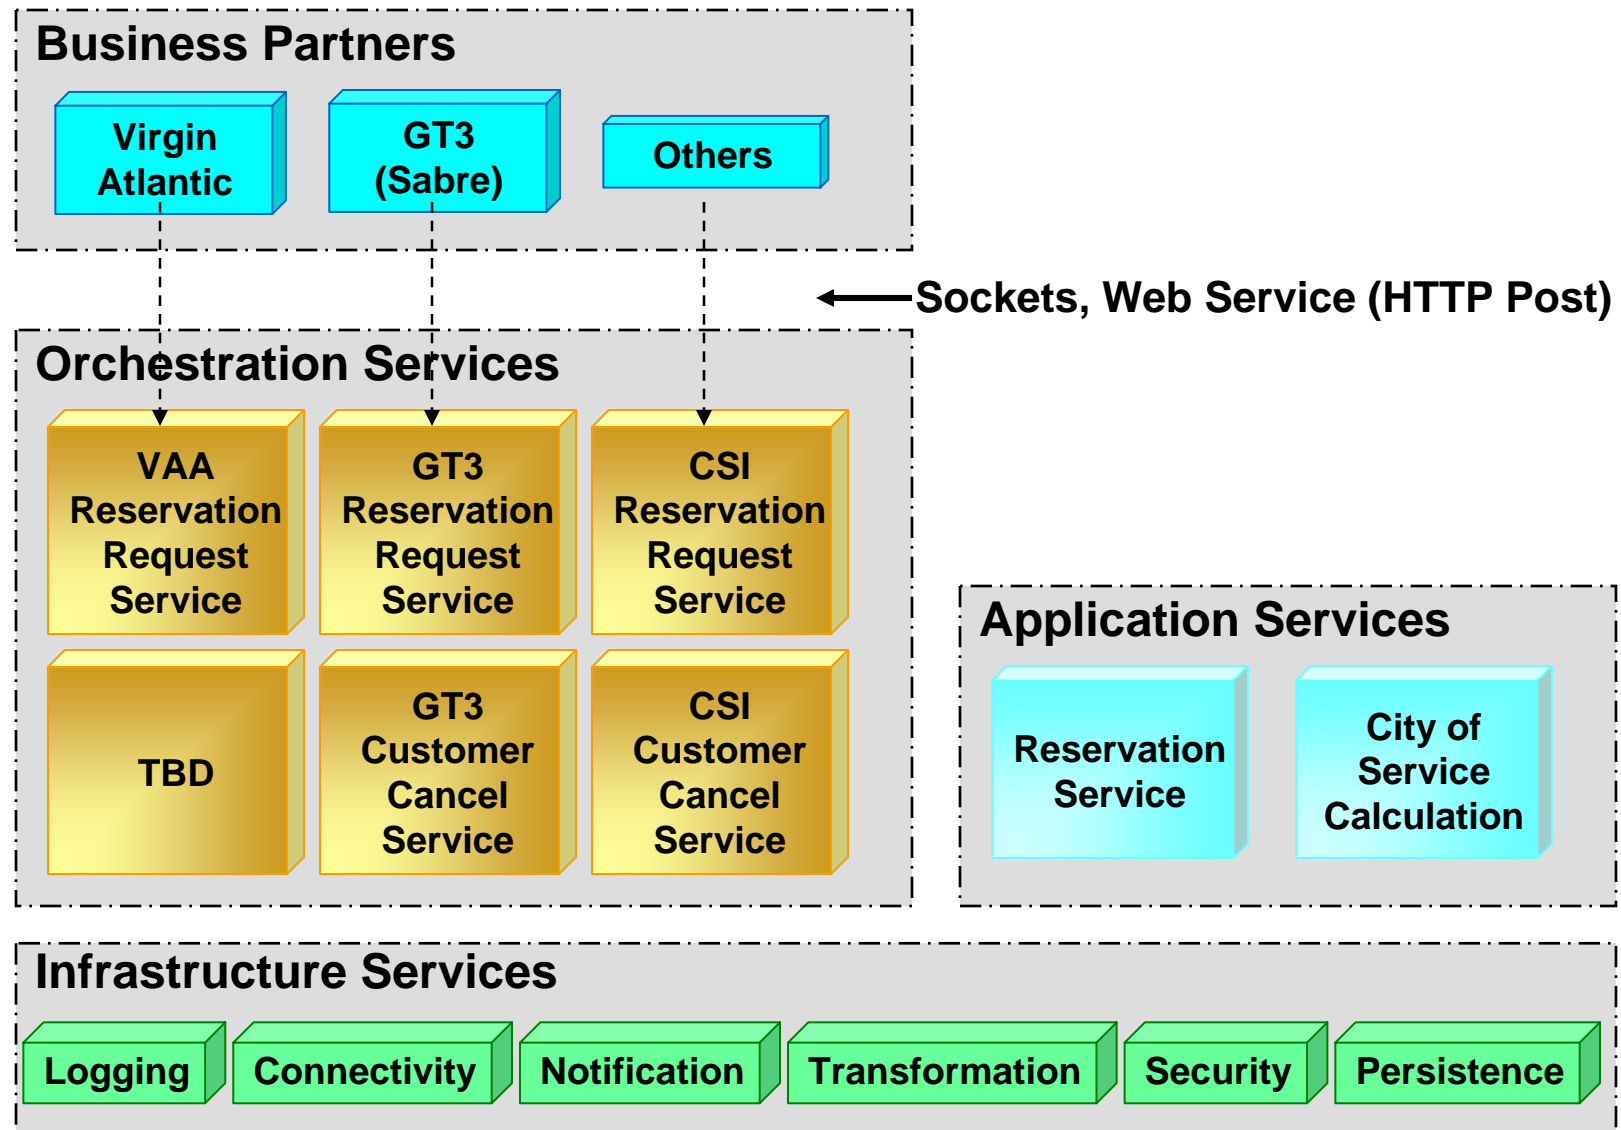 Business Partners
Virgin
Atlantic
GT3
(Sabre)
Others
Sockets, Web Service (HTTP Post)
Orchestration Services
VAA
Reservation
Request
Service
GT3
Reservation
Request
Service
CSI
Reservation
Request
Service
TBD
GT3
Customer
Cancel
Service
CSI
Customer
Cancel
Service
Application Services
Reservation
Service
City of
Service
Calculation
Infrastructure Services
Logging
Connectivity
Notification
Transformation
Security
Persistence